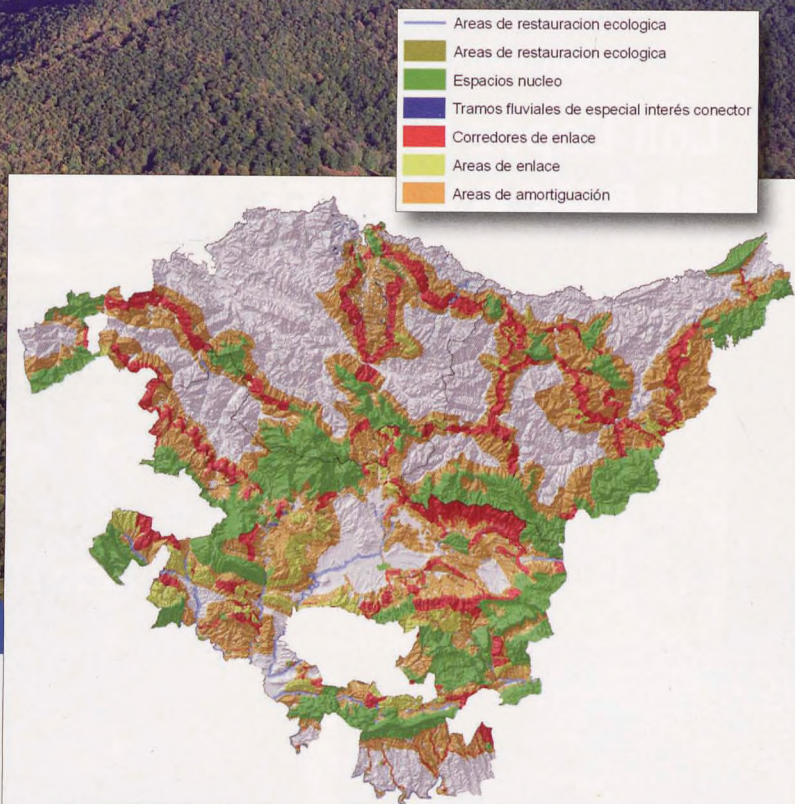 Areas de restauracion ecologica
Areas de restauracion ecologica
Espacios nucleo
Tramos fluviales de especial interés conector
Corredores de enlace
Areas de enlace
Areas de amortiguación